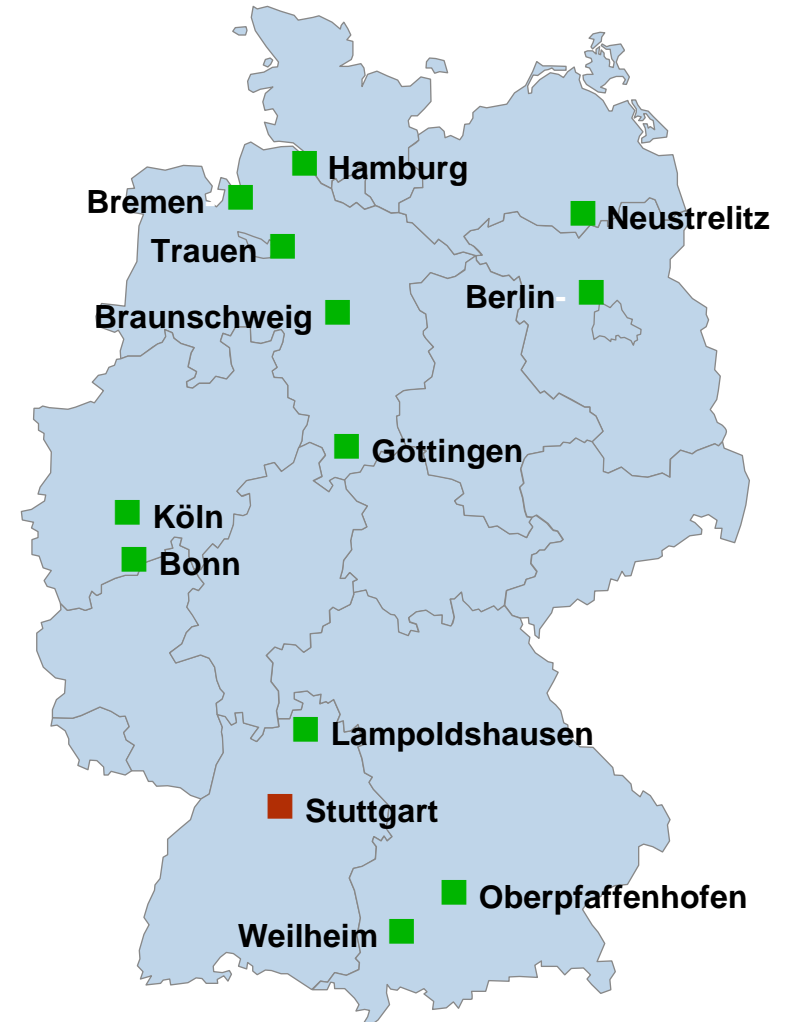 Hamburg
Bremen
Neustrelitz
Trauen
Berlin
Braunschweig
Göttingen
Köln
Bonn
Lampoldshausen
Stuttgart
Oberpfaffenhofen
Weilheim